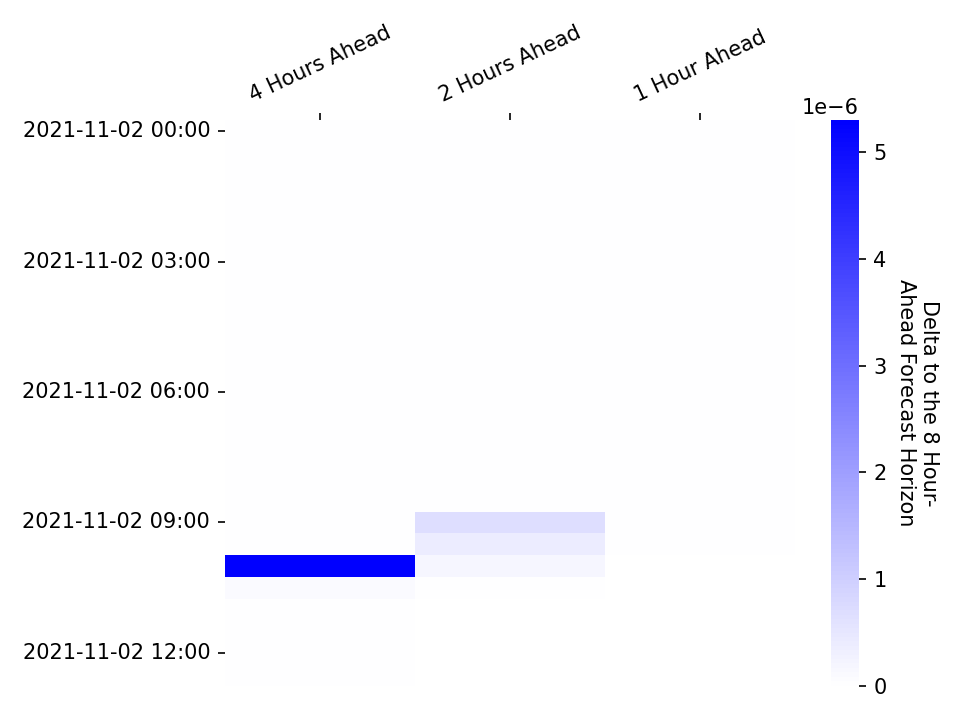 4 Hours Ahead
2 Hours Ahead
1 Hour Ahead
1e−6
2021-11-02 00:00
2021-11-02 03:00
2021-11-02 06:00
2021-11-02 09:00
2021-11-02 12:00
5
4
3
2
1
0
Delta to the 8 Hour-
Ahead Forecast Horizon